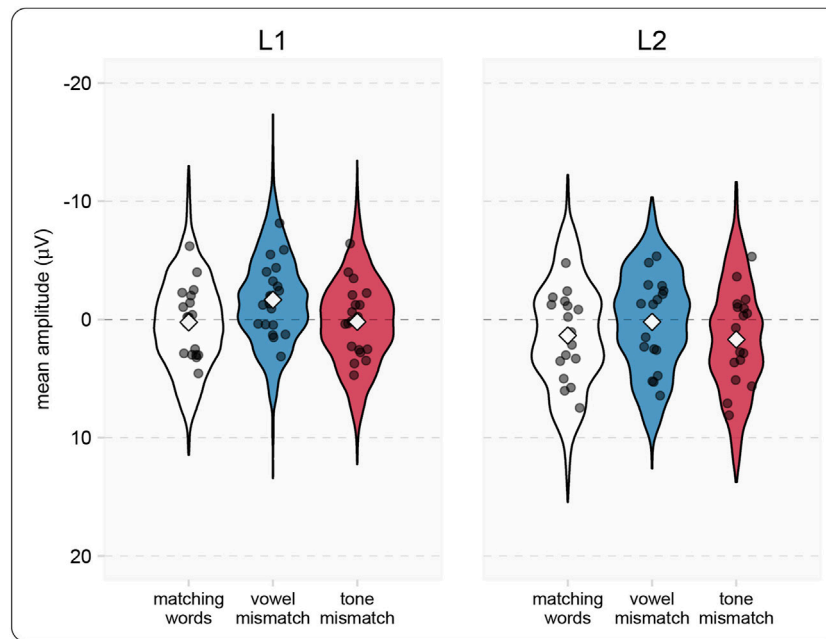 L1
L2
mean amplitude (μV)
-20
-10
0
10
20
matching
words
vowel
mismatch
tone
mismatch
matching
words
vowel
mismatch
tone
mismatch